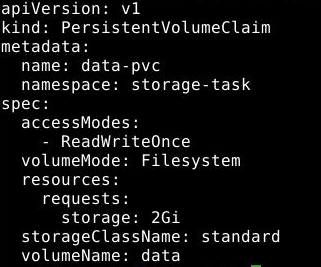 apiVersion: v1
kind: PersistentVolumeClaim
metadata:
  name: data-pvc
  namespace: storage-task
spec:
  accessModes:
    - ReadWriteOnce
  volumeMode: Filesystem
  resources:
    requests:
      storage: 2Gi
  storageClassName: standard
  volumeName: data